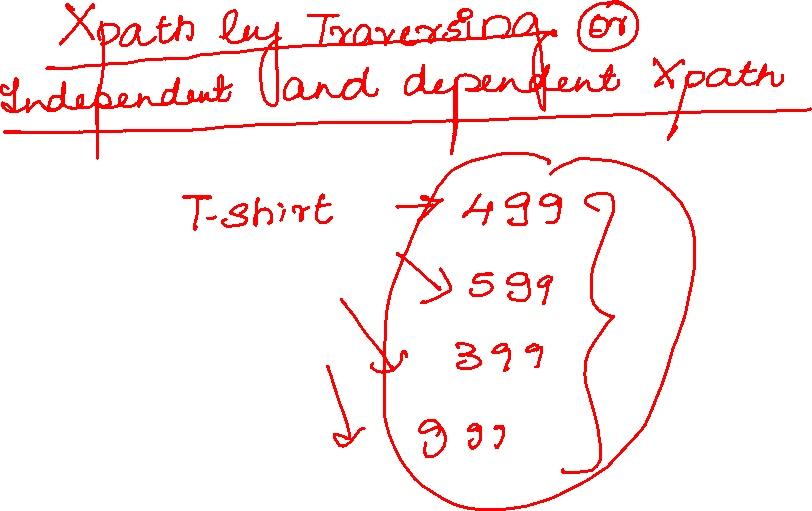 Xpath by Traversing or
Independent and dependent Xpath
T-shirt → 499
599
399
999